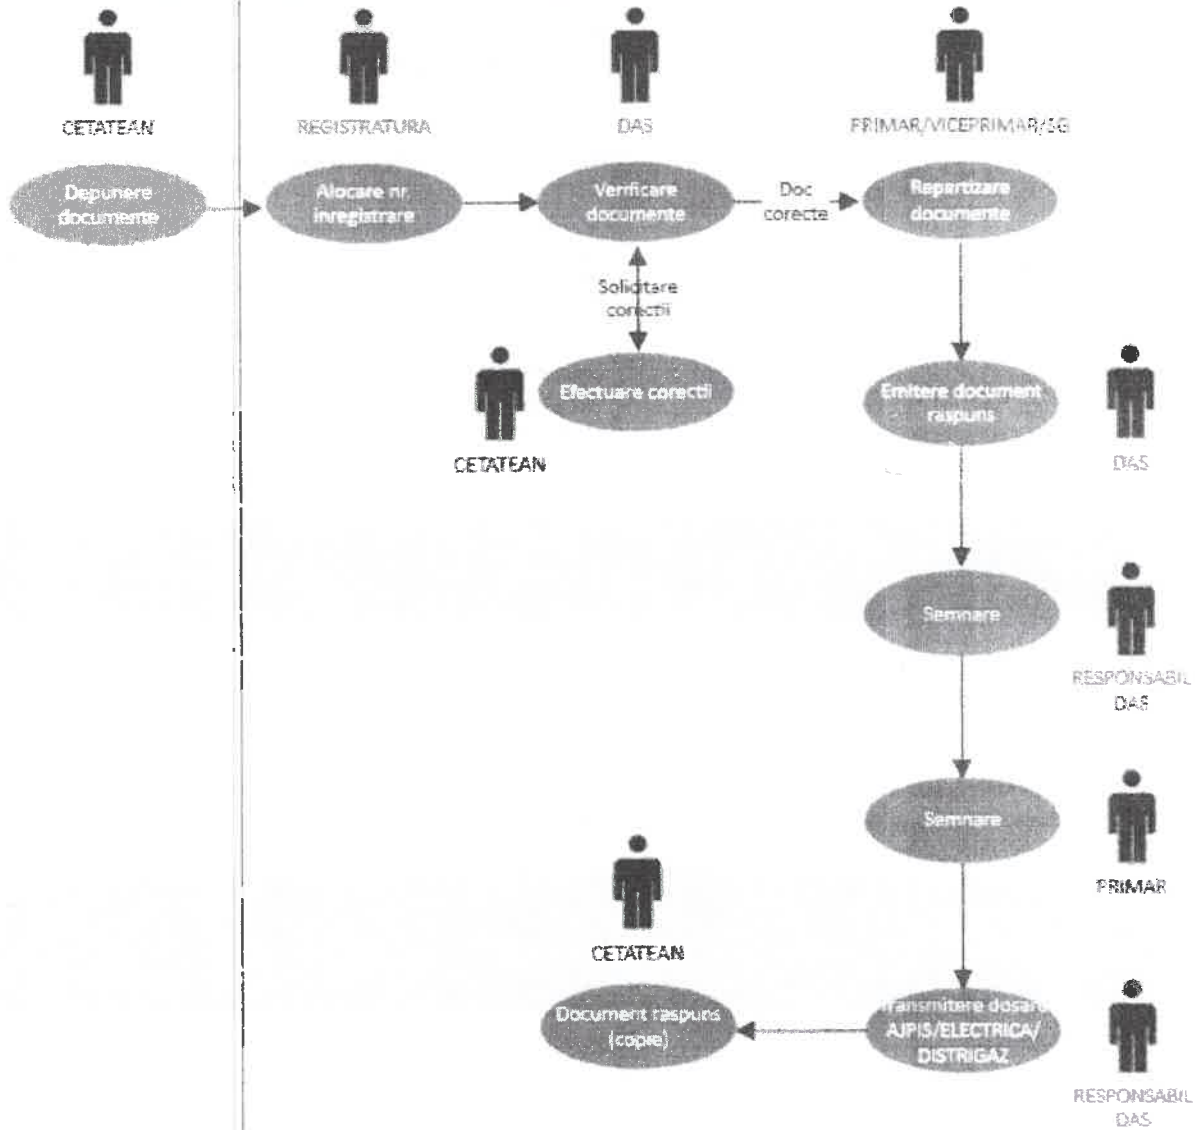 CETATEAN
REGISTRATURA
DAS
PRIMAR/VICEPRIMAR/SG
Depunere
documente
Alocare nr.
inregistrare
Verificare
documente
Doc
corecte
Repartizare
documente
Solicitare
corectii
CETATEAN
Efectuare corectii
Emitere document
raspuns
DAS
Semnare
RESPONSABIL
DAS
Semnare
PRIMAR
CETATEAN
Document raspuns
(copie)
Transmitere dosare
AJPIS/ELECTRICA/
DISTRIGAZ
RESPONSABIL
DAS